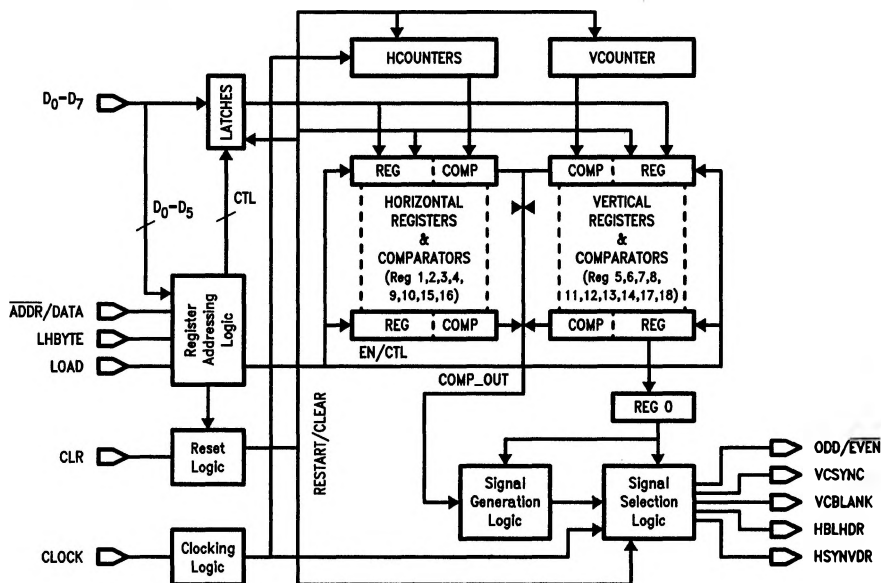 HCOUNTERS
VCOUNTER
D0-D7
LATCHES
D0-D5
CTL
REG
COMP
COMP
REG
HORIZONTAL
REGISTERS
&
COMPARATORS
(Reg 1,2,3,4,
9,10,15,16)
VERTICAL
REGISTERS
&
COMPARATORS
(Reg 5,6,7,8,
11,12,13,14,17,18)
REG
COMP
COMP
REG
ADDR/DATA
LHBYTE
LOAD
Register
Addressing
Logic
EN/CTL
COMP_OUT
REG 0
RESTART/CLEAR
CLR
Reset
Logic
Signal
Generation
Logic
Signal
Selection
Logic
ODD/EVEN
VCSYNC
VCBLANK
HBLHDR
HSYNVDR
CLOCK
Clocking
Logic